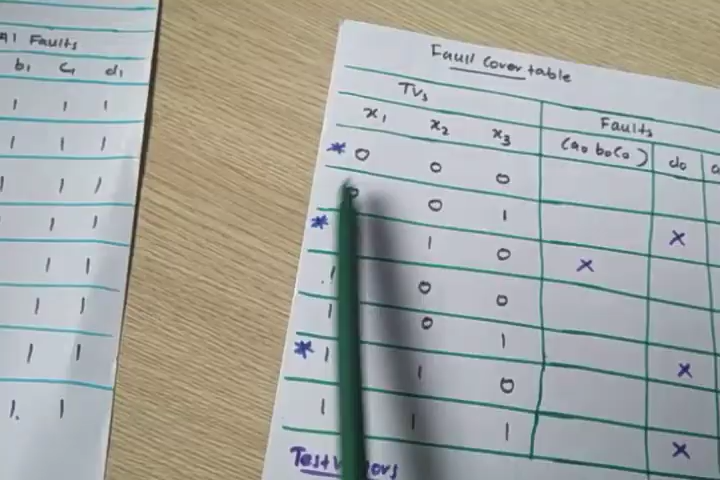 A1 Faults
b1 c1 d1
1 1 1
1 1 1
1 1 1
1 1
1 1
1 1
1 1
1. 1
Fault Cover table
TVs Faults
x1 x2 x3 (a0 b0 c0) d0
* 0 0 0
0 0 1 x
* 1 0 x
1 0 0
1 0 1 x
* 1 1 0
1 1 1 x